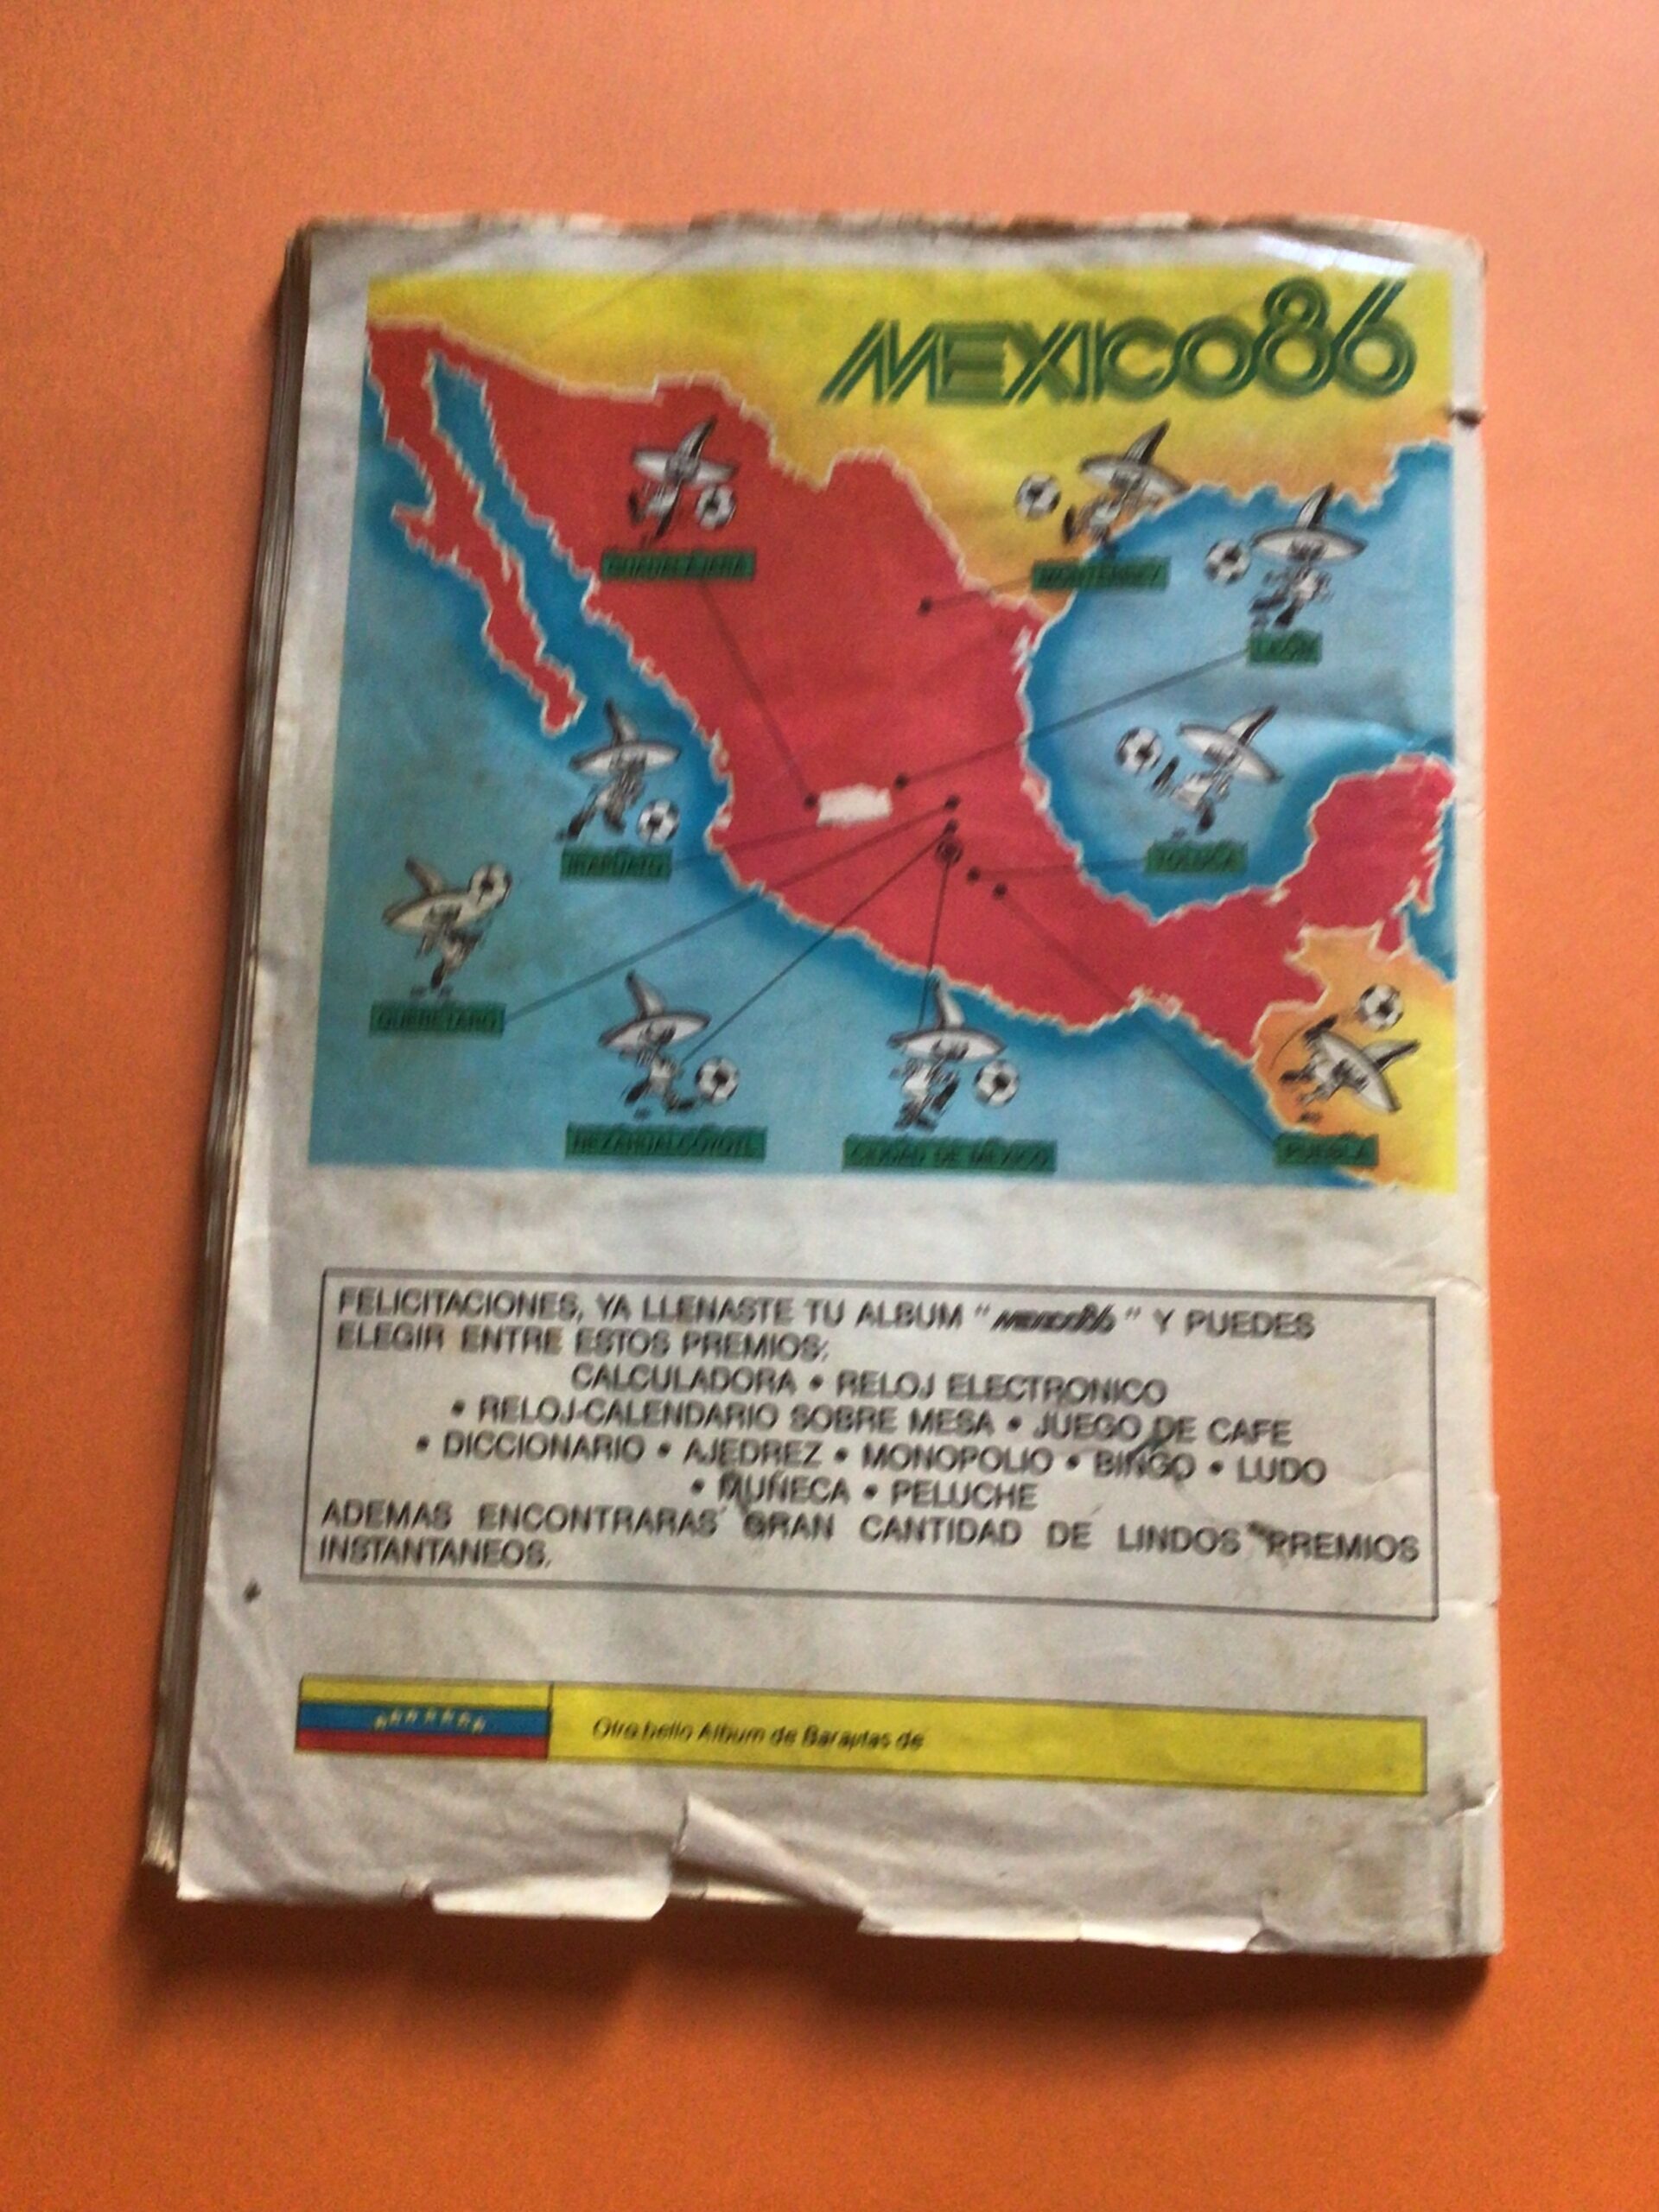 MEXICO86
GUADALAJARA
MONTERREY
LEÓN
IRAPUATO
TOLUCA
QUERÉTARO
NEZAHUALCÓYOTL
CIUDAD DE MÉXICO
PUEBLA
FELICITACIONES, YA LLENASTE TU ALBUM "MEXICO86" Y PUEDES
ELEGIR ENTRE ESTOS PREMIOS:
CALCULADORA • RELOJ ELECTRONICO
• RELOJ-CALENDARIO SOBRE MESA • JUEGO DE CAFE
• DICCIONARIO • AJEDREZ • MONOPOLIO • BINGO • LUDO
• MUÑECA • PELUCHE
ADEMAS ENCONTRARAS GRAN CANTIDAD DE LINDOS PREMIOS
INSTANTANEOS.
Otro bello Album de Barajitas de